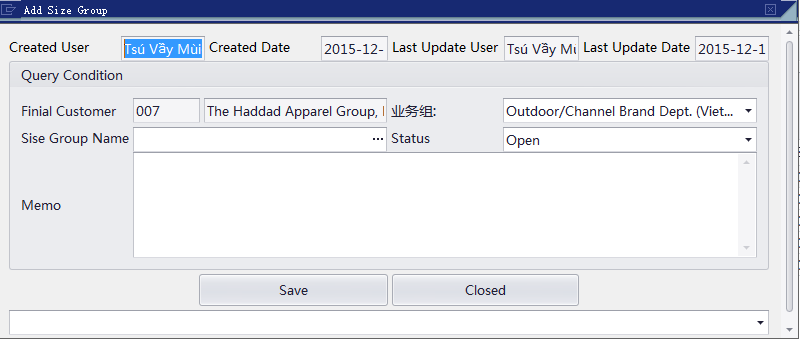 Add Size Group
Created User Tsú Vầy Mùi Created Date 2015-12- Last Update User Tsú Vầy Mù Last Update Date 2015-12-1
Query Condition
Finial Customer 007 The Haddad Apparel Group, 业务组: Outdoor/Channel Brand Dept. (Viet...
Sise Group Name ... Status Open
Memo
Save Closed